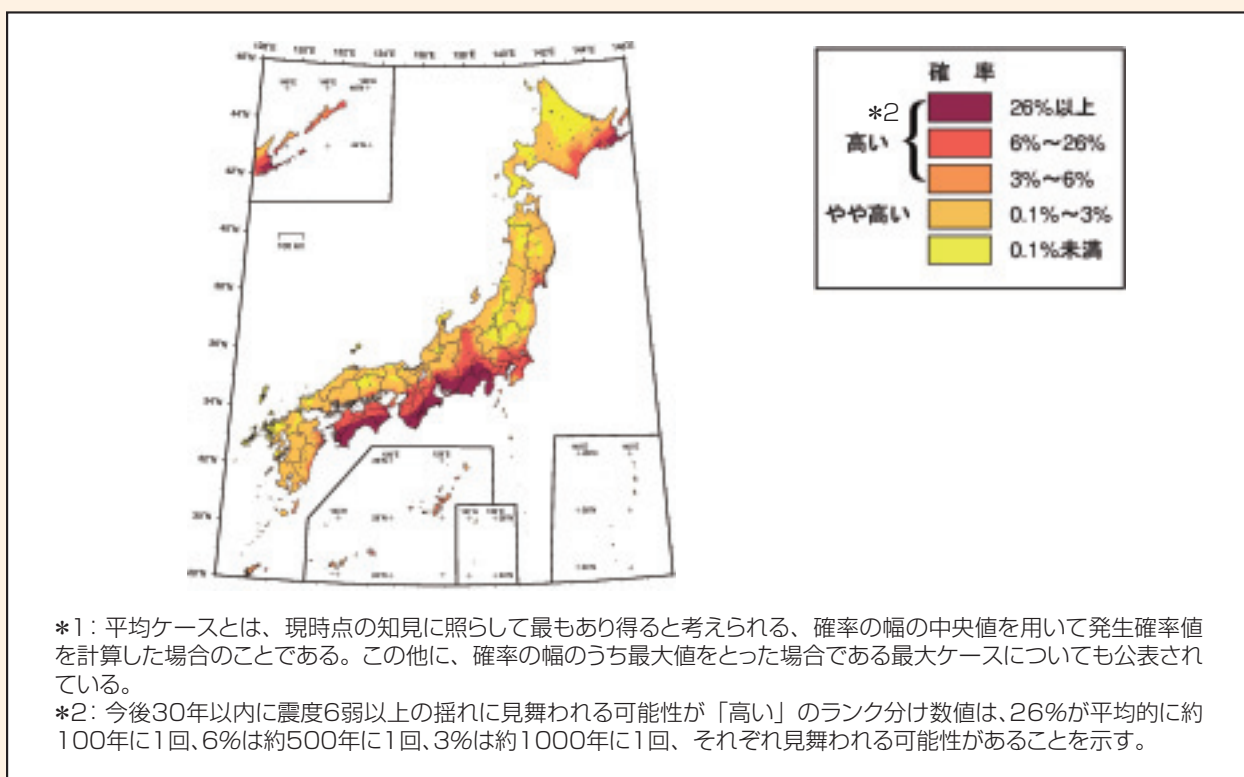 確 率
*2
高い
26%以上
6%〜26%
3%〜6%
やや高い
0.1%〜3%
0.1%未満
100 km
*1：平均ケースとは、現時点の知見に照らして最もあり得ると考えられる、確率の幅の中央値を用いて発生確率値
を計算した場合のことである。この他に、確率の幅のうち最大値をとった場合である最大ケースについても公表され
ている。
*2：今後30年以内に震度6弱以上の揺れに見舞われる可能性が「高い」のランク分け数値は、26%が平均的に約
100年に1回、6%は約500年に1回、3%は約1000年に1回、それぞれ見舞われる可能性があることを示す。